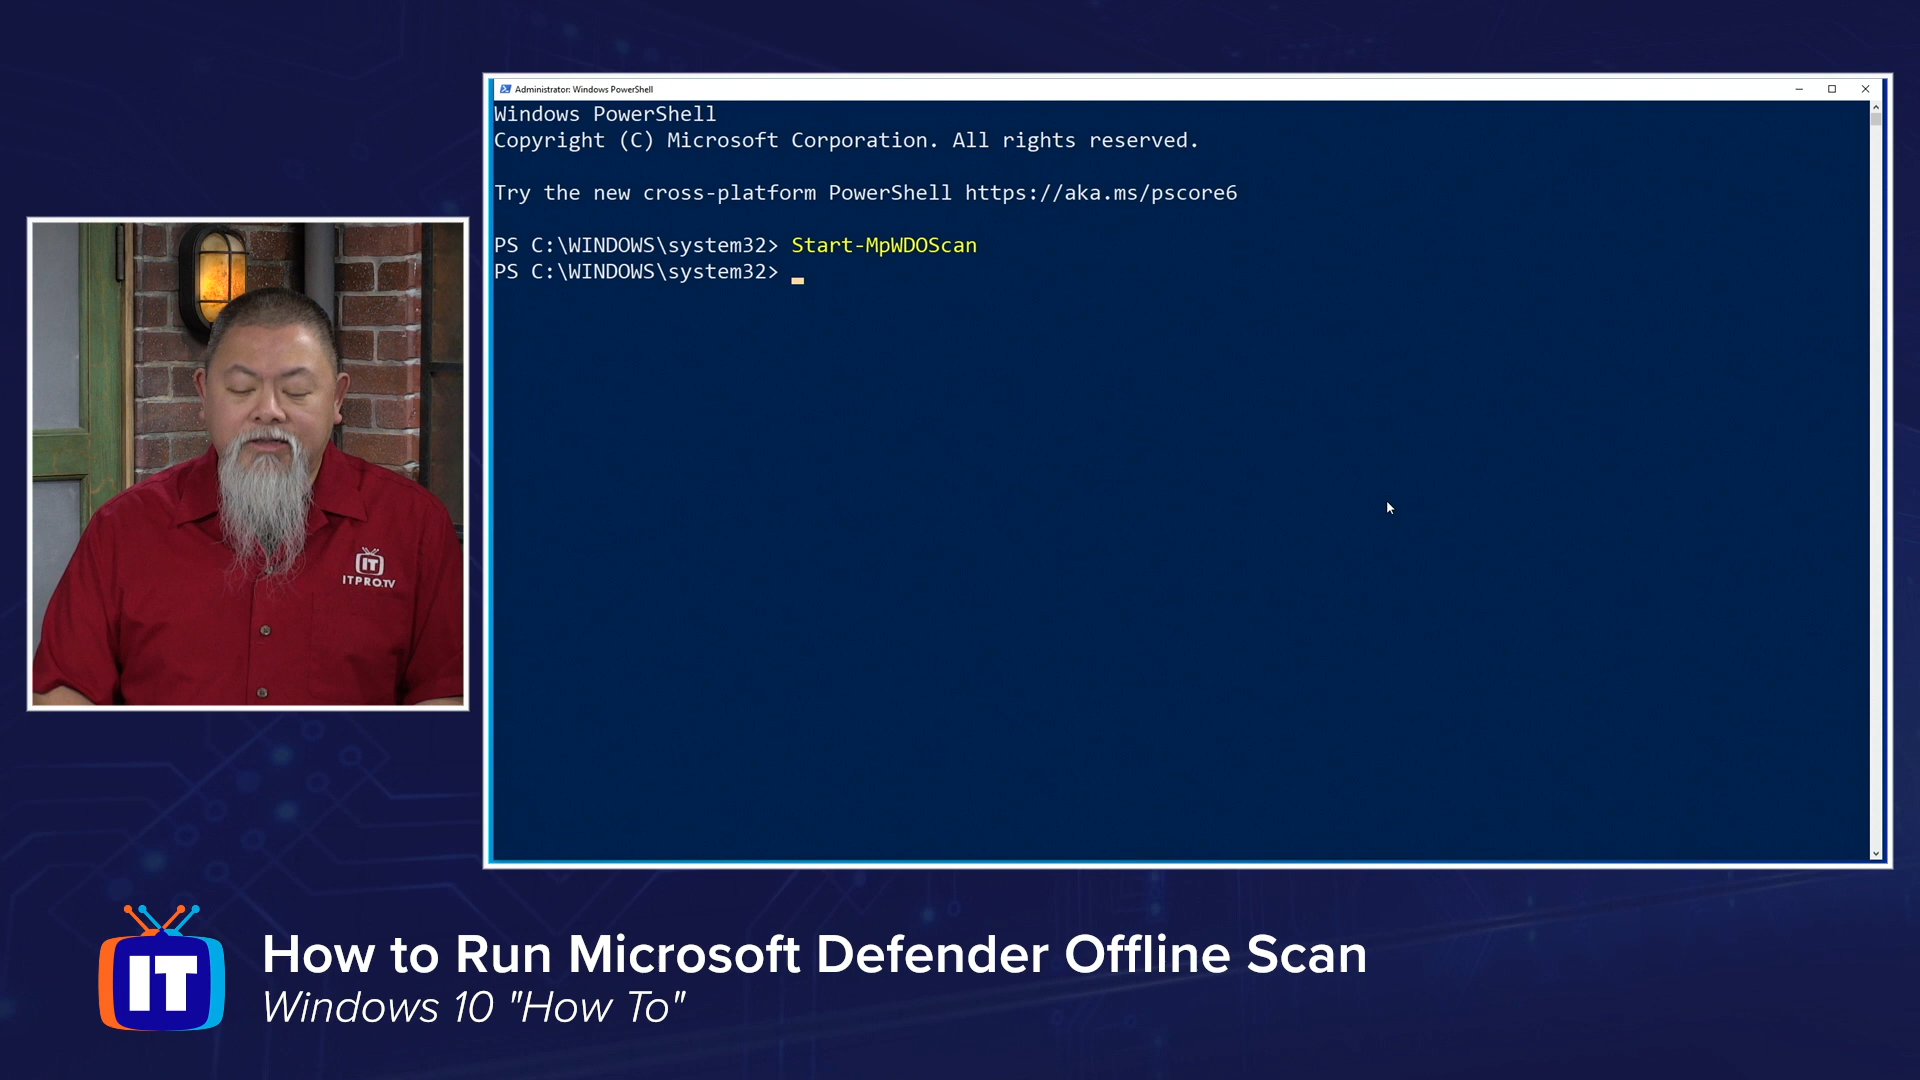 Administrator: Windows PowerShell
Windows PowerShell
Copyright (C) Microsoft Corporation. All rights reserved.
Try the new cross-platform PowerShell https://aka.ms/pscore6
PS C:\WINDOWS\system32> Start-MpWDOScan
PS C:\WINDOWS\system32>
IT
ITPRO.TV
IT
How to Run Microsoft Defender Offline Scan
Windows 10 "How To"